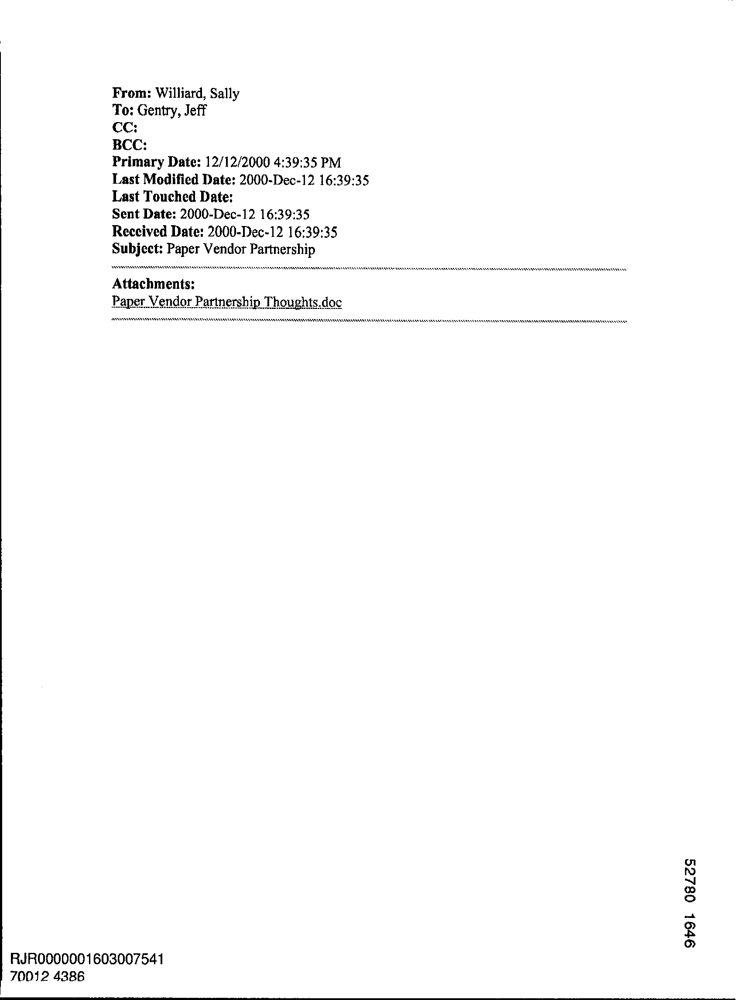 From: Williard, Sally
To: Gentry, Jeff
CC:
BCC:
Primary Date: 12/12/2000 4:39:35 PM
Last Modified Date: 2000-Dec-12 16:39:35
Last Touched Date:
Sent Date: 2000-Dec-12 16:39:35
Received Date: 2000-Dec-12 16:39:35
Subject: Paper Vendor Partnership
Attachments:
Paper Vendor Partnership Thoughts.doc
52780 1646
RJR0000001603007541
70012 4386